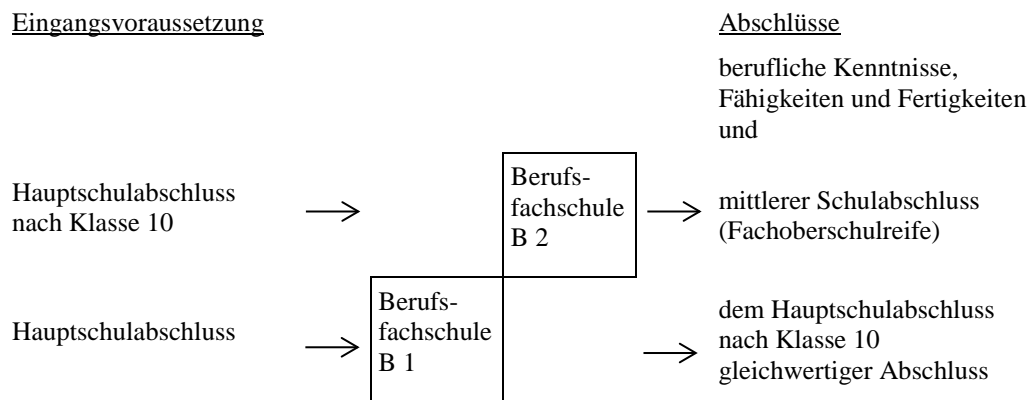 Eingangsvoraussetzung
Abschlüsse
berufliche Kenntnisse,
Fähigkeiten und Fertigkeiten
und
Hauptschulabschluss
nach Klasse 10
Berufs-
fachschule
B 2
mittlerer Schulabschluss
(Fachoberschulreife)
Hauptschulabschluss
Berufs-
fachschule
B 1
dem Hauptschulabschluss
nach Klasse 10
gleichwertiger Abschluss